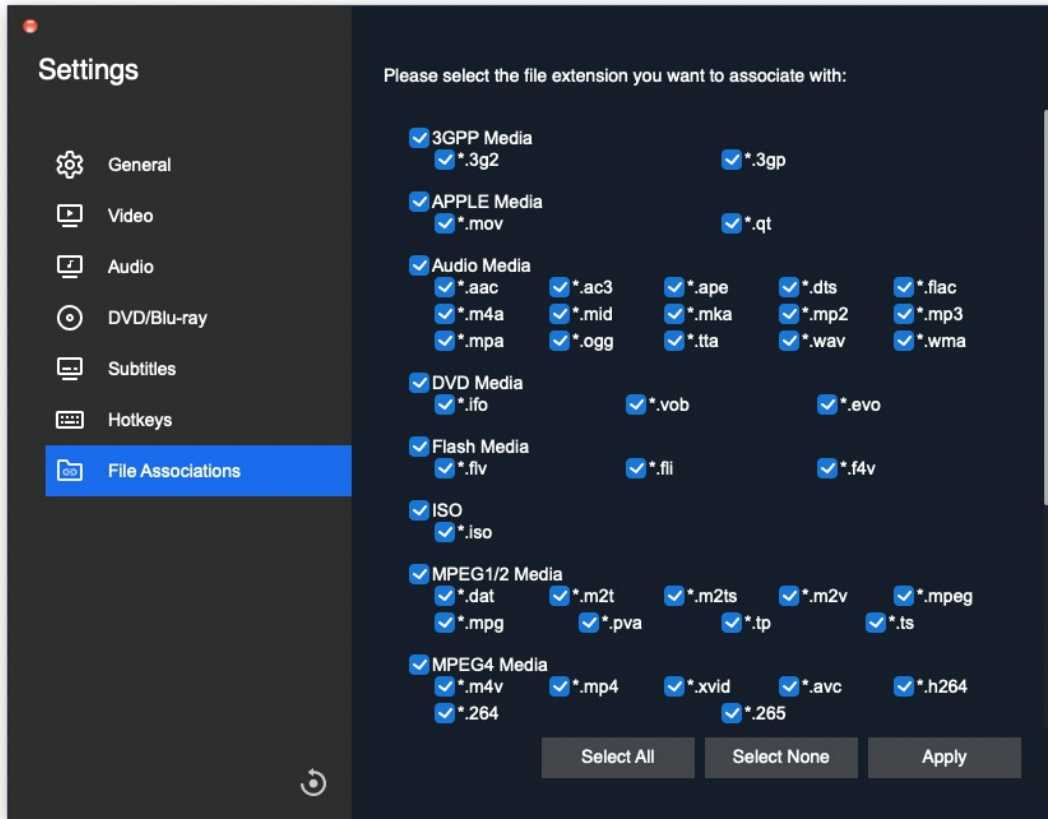 Settings
General
Video
Audio
DVD/Blu-ray
Subtitles
Hotkeys
File Associations
Please select the file extension you want to associate with:
3GPP Media
*.3g2 *.3gp
APPLE Media
*.mov *.qt
Audio Media
*.aac *.ac3 *.ape *.dts *.flac
*.m4a *.mid *.mka *.mp2 *.mp3
*.mpa *.ogg *.tta *.wav *.wma
DVD Media
*.ifo *.vob *.evo
Flash Media
*.flv *.fli *.f4v
ISO
*.iso
MPEG1/2 Media
*.dat *.m2t *.m2ts *.m2v *.mpeg
*.mpg *.pva *.tp *.ts
MPEG4 Media
*.m4v *.mp4 *.xvid *.avc *.h264
*.264 *.265
Select All Select None Apply